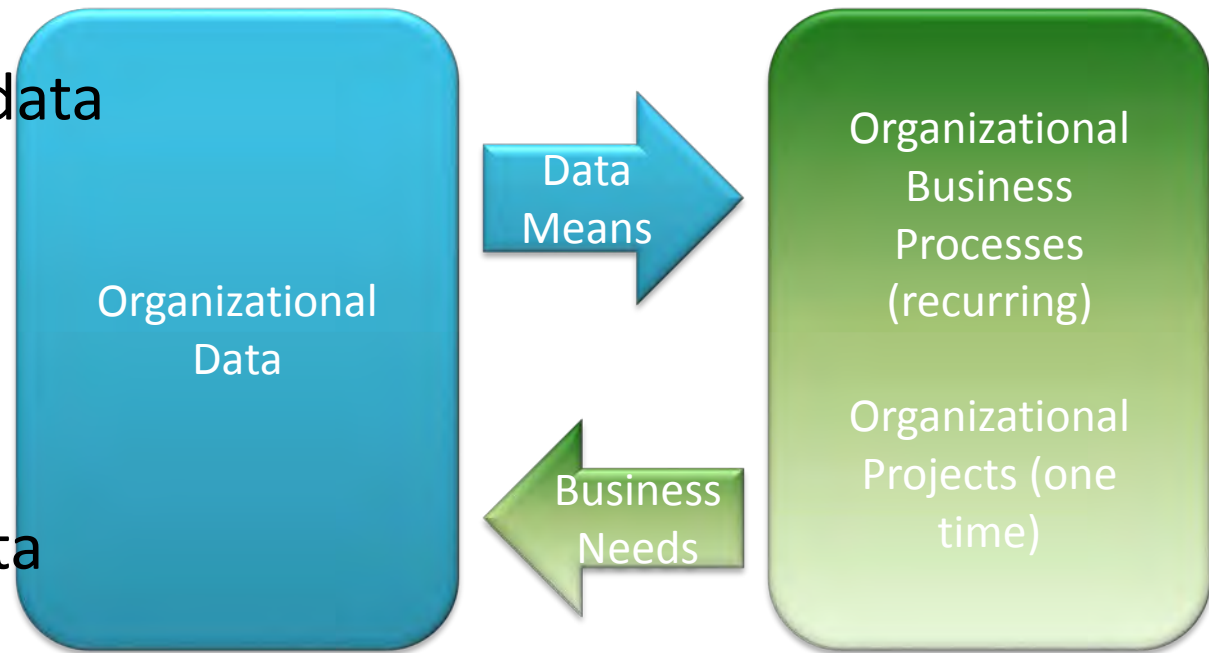 data
ta
Organizational
Data
Data
Means
Business
Needs
Organizational
Business
Processes
(recurring)
Organizational
Projects (one
time)